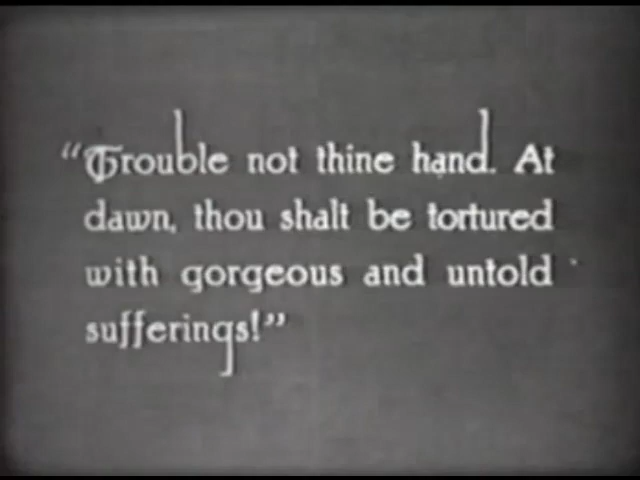 “Trouble not thine hand. At
dawn, thou shalt be tortured
with gorgeous and untold
sufferings!”